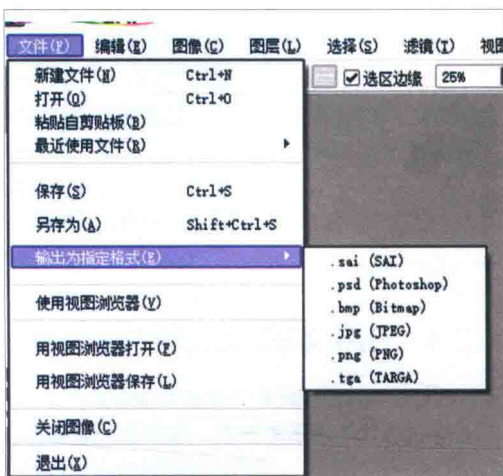 文件(F) 编辑(E) 图像(C) 图层(L) 选择(S) 滤镜(T) 视图
选区边缘 25%
新建文件(N) Ctrl+N
打开(O) Ctrl+O
粘贴自剪贴板(B)
最近使用文件(R)
保存(S) Ctrl+S
另存为(A) Shift+Ctrl+S
输出为指定格式(E)
.sai (SAI)
.psd (Photoshop)
.bmp (Bitmap)
.jpg (JPEG)
.png (PNG)
.tga (TARGA)
使用视图浏览器(V)
用视图浏览器打开(P)
用视图浏览器保存(L)
关闭图像(C)
退出(X)